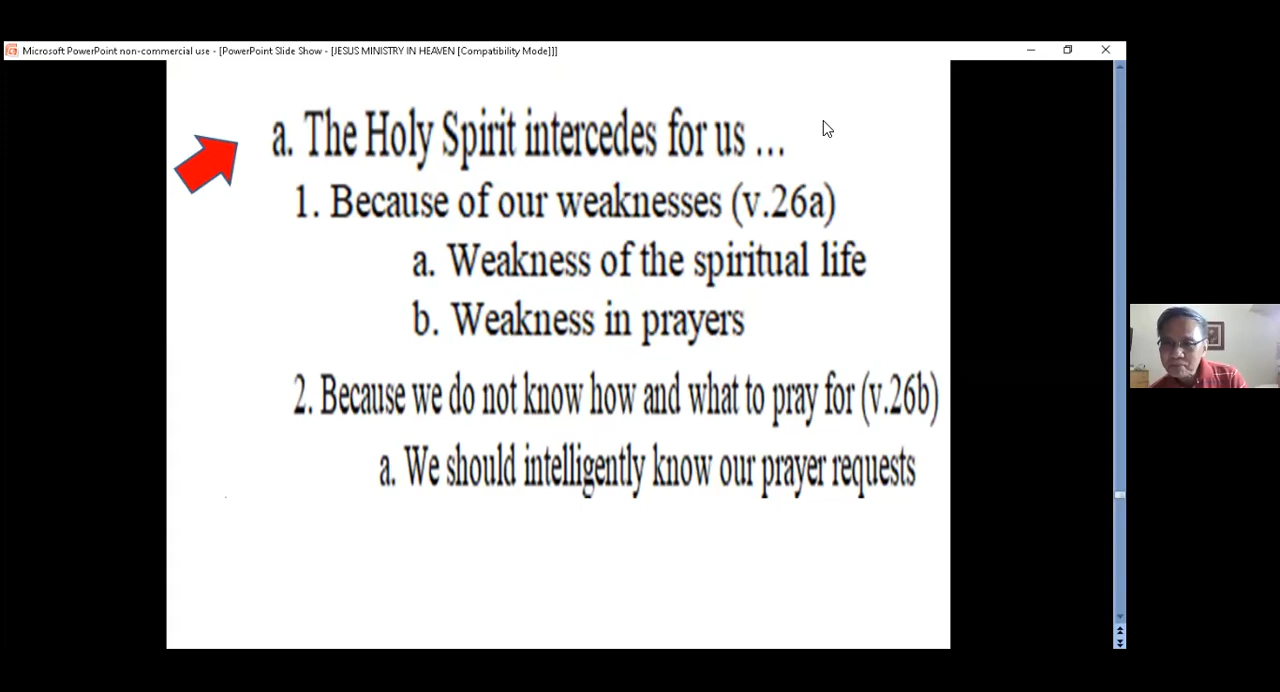 Microsoft PowerPoint non-commercial use - [PowerPoint Slide Show - [JESUS MINISTRY IN HEAVEN [Compatibility Mode]]]
a. The Holy Spirit intercedes for us ...
1. Because of our weaknesses (v.26a)
a. Weakness of the spiritual life
b. Weakness in prayers
2. Because we do not know how and what to pray for (v.26b)
a. We should intelligently know our prayer requests